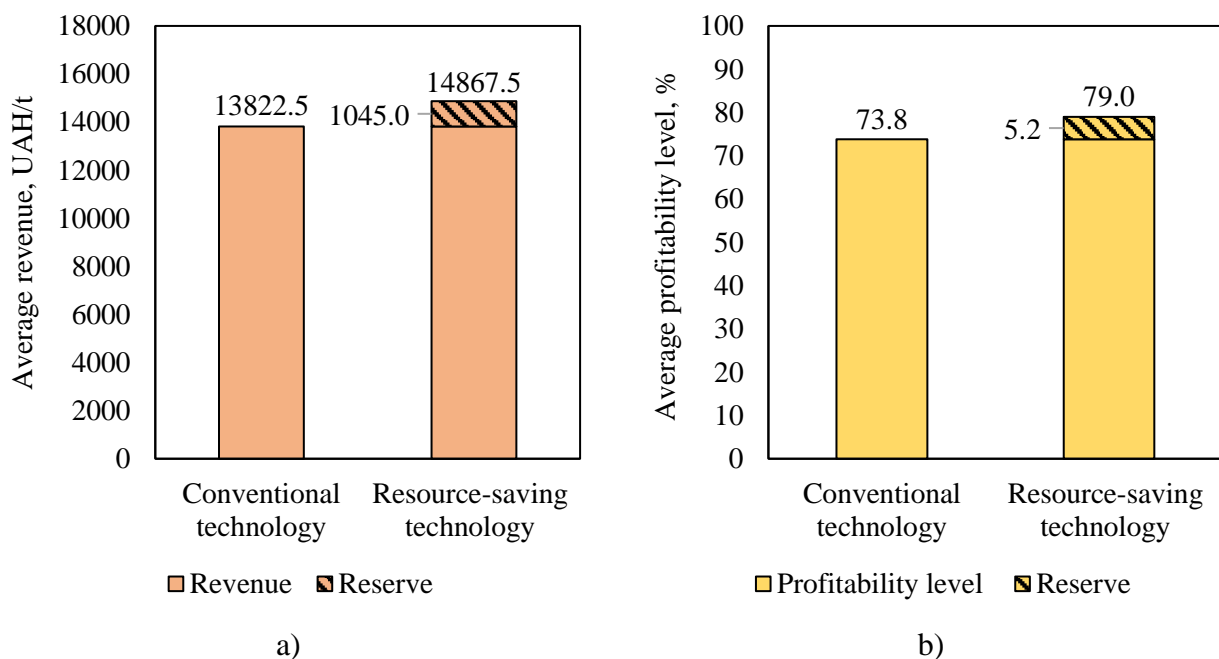 Average revenue, UAH/t
18000
16000
14000
12000
10000
8000
6000
4000
2000
0
13822.5
14867.5
1045.0
Conventional
technology
Resource-saving
technology
Revenue
Reserve
a)
Average profitability level, %
100
90
80
70
60
50
40
30
20
10
0
73.8
79.0
5.2
Conventional
technology
Resource-saving
technology
Profitability level
Reserve
b)